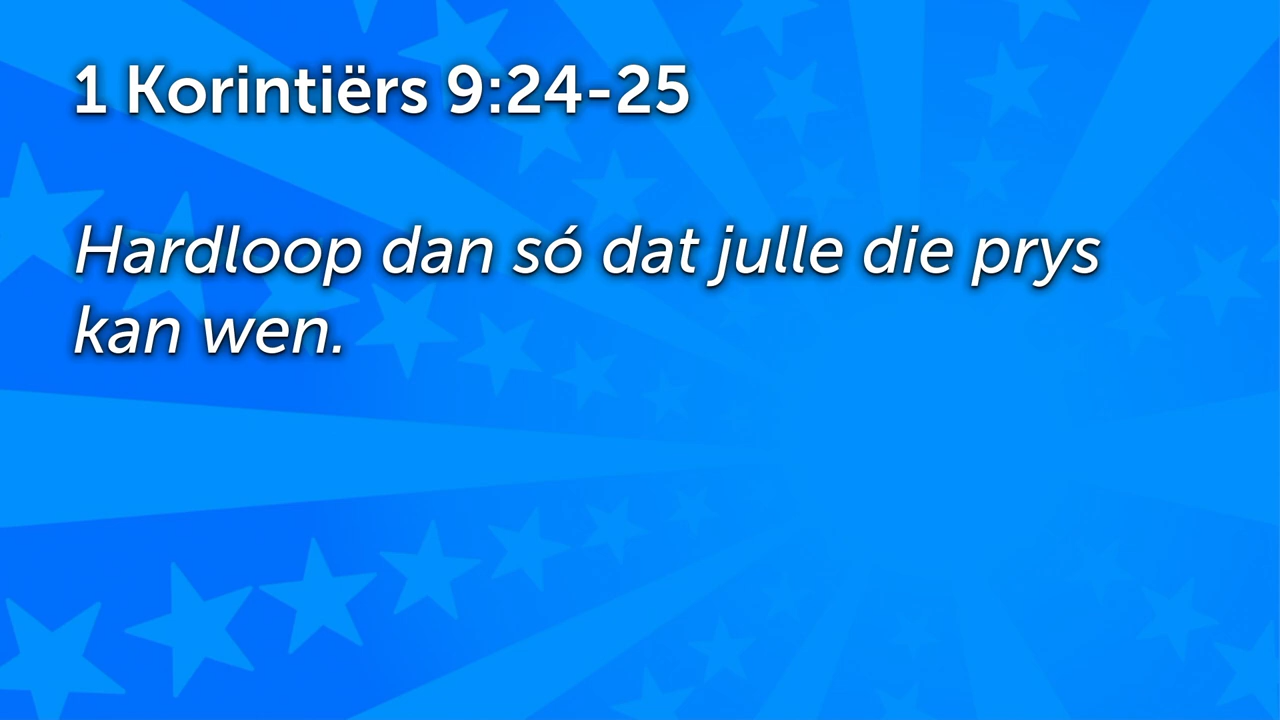 1 Korintiërs 9:24-25
Hardloop dan só dat julle die prys
kan wen.